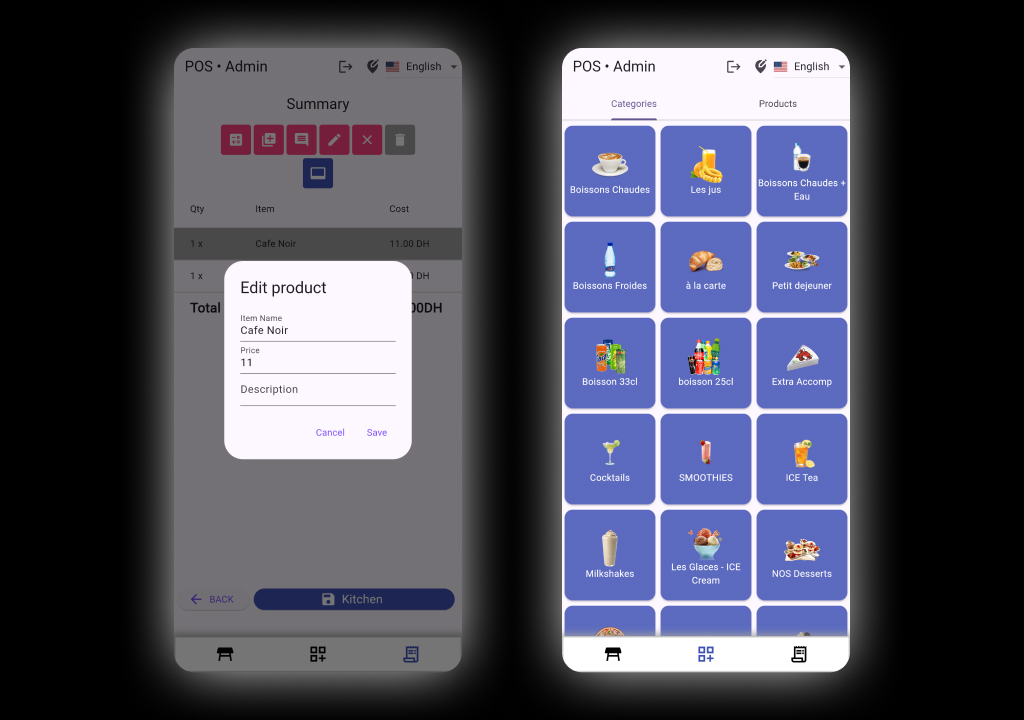 POS • Admin
English
Summary
Qty Item Cost
1 x Cafe Noir 11.00 DH
1 x DH
Total 00DH
Edit product
Item Name
Cafe Noir
Price
11
Description
Cancel Save
BACK
Kitchen
POS • Admin
English
Categories Products
Boissons Chaudes
Les jus
Boissons Chaudes +
Eau
Boissons Froides
à la carte
Petit dejeuner
Boisson 33cl
boisson 25cl
Extra Accomp
Cocktails
SMOOTHIES
ICE Tea
Milkshakes
Les Glaces - ICE
Cream
NOS Desserts